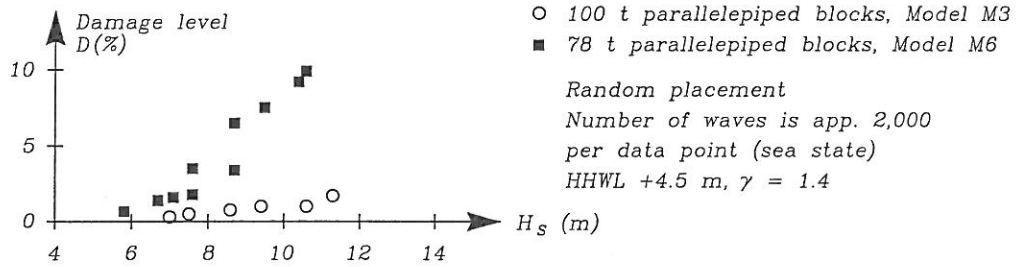 Damage level
D(%)
10
5
0
4 6 8 10 12 14
H_s (m)
100 t parallelepiped blocks, Model M3
78 t parallelepiped blocks, Model M6
Random placement
Number of waves is app. 2,000
per data point (sea state)
HHWL +4.5 m, γ = 1.4